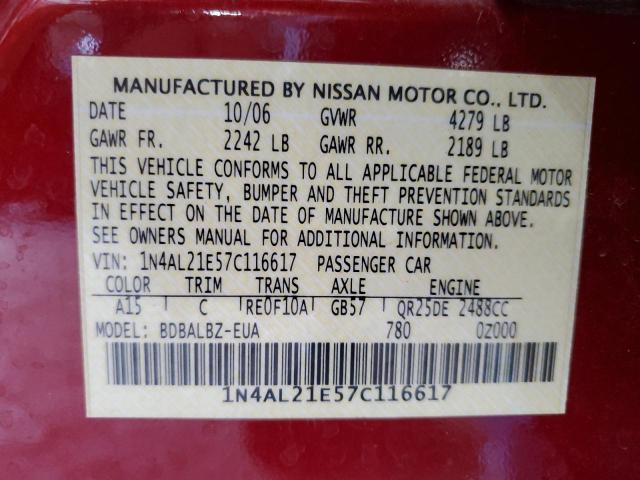 MANUFACTURED BY NISSAN MOTOR CO., LTD.
DATE 10/06 GVWR 4279 LB
GAWR FR. 2242 LB GAWR RR. 2189 LB
THIS VEHICLE CONFORMS TO ALL APPLICABLE FEDERAL MOTOR
VEHICLE SAFETY, BUMPER AND THEFT PREVENTION STANDARDS
IN EFFECT ON THE DATE OF MANUFACTURE SHOWN ABOVE.
SEE OWNERS MANUAL FOR ADDITIONAL INFORMATION.
VIN: 1N4AL21E57C116617 PASSENGER CAR
COLOR TRIM TRANS AXLE ENGINE
A15 C RE0F10A GB57 QR25DE 2488CC
MODEL: BDBALBZ-EUA 780 0Z000
1N4AL21E57C116617